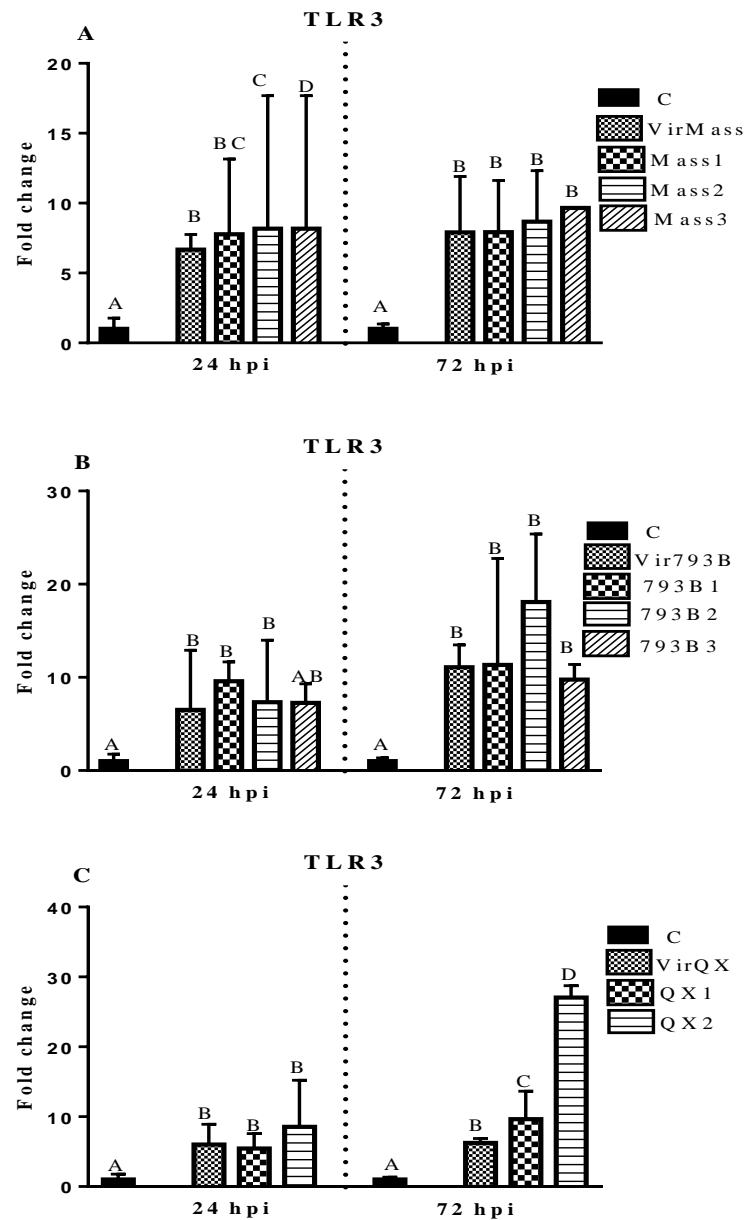 TLR3
A
20
15
10
5
0
Fold change
A
B
BC
C
D
A
B
B
B
B
24 hpi
72 hpi
C
VirMass
Mass1
Mass2
Mass3
TLR3
B
30
20
10
0
Fold change
A
B
B
B
AB
A
B
B
B
B
24 hpi
72 hpi
C
Vir793B
793B1
793B2
793B3
TLR3
C
40
30
20
10
0
Fold change
A
B
B
B
A
B
C
D
24 hpi
72 hpi
C
VirQX
QX1
QX2